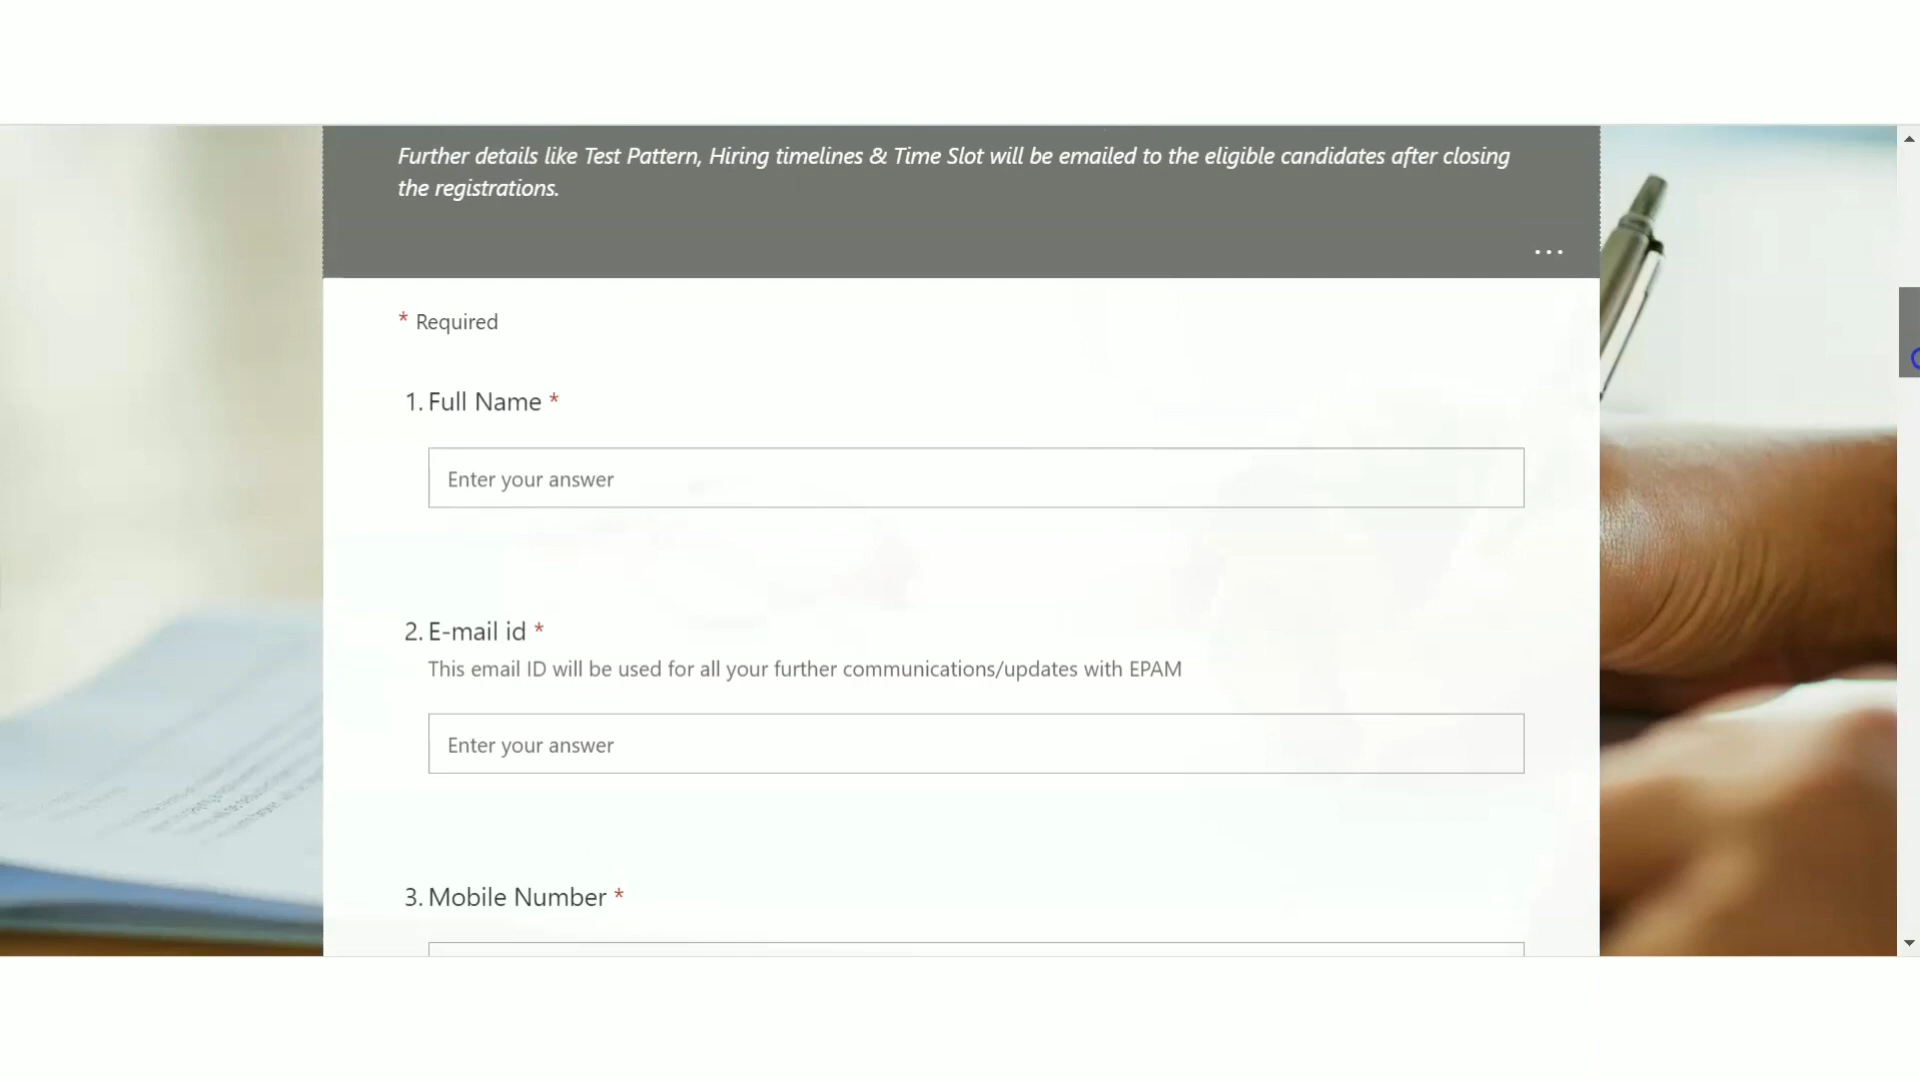 Further details like Test Pattern, Hiring timelines & Time Slot will be emailed to the eligible candidates after closing
the registrations.
...
* Required
1. Full Name *
Enter your answer
2. E-mail id *
This email ID will be used for all your further communications/updates with EPAM
Enter your answer
3. Mobile Number *